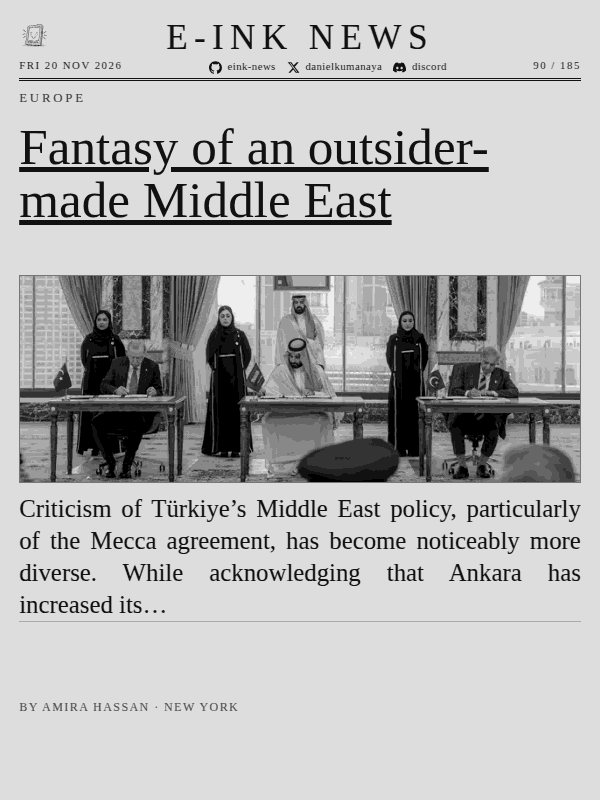 E-INK NEWS
FRI 20 NOV 2026
eink-news
danielkumanaya
discord
90 / 185
EUROPE
Fantasy of an outsider-
made Middle East
Criticism of Türkiye’s Middle East policy, particularly
of the Mecca agreement, has become noticeably more
diverse. While acknowledging that Ankara has
increased its…
BY AMIRA HASSAN · NEW YORK